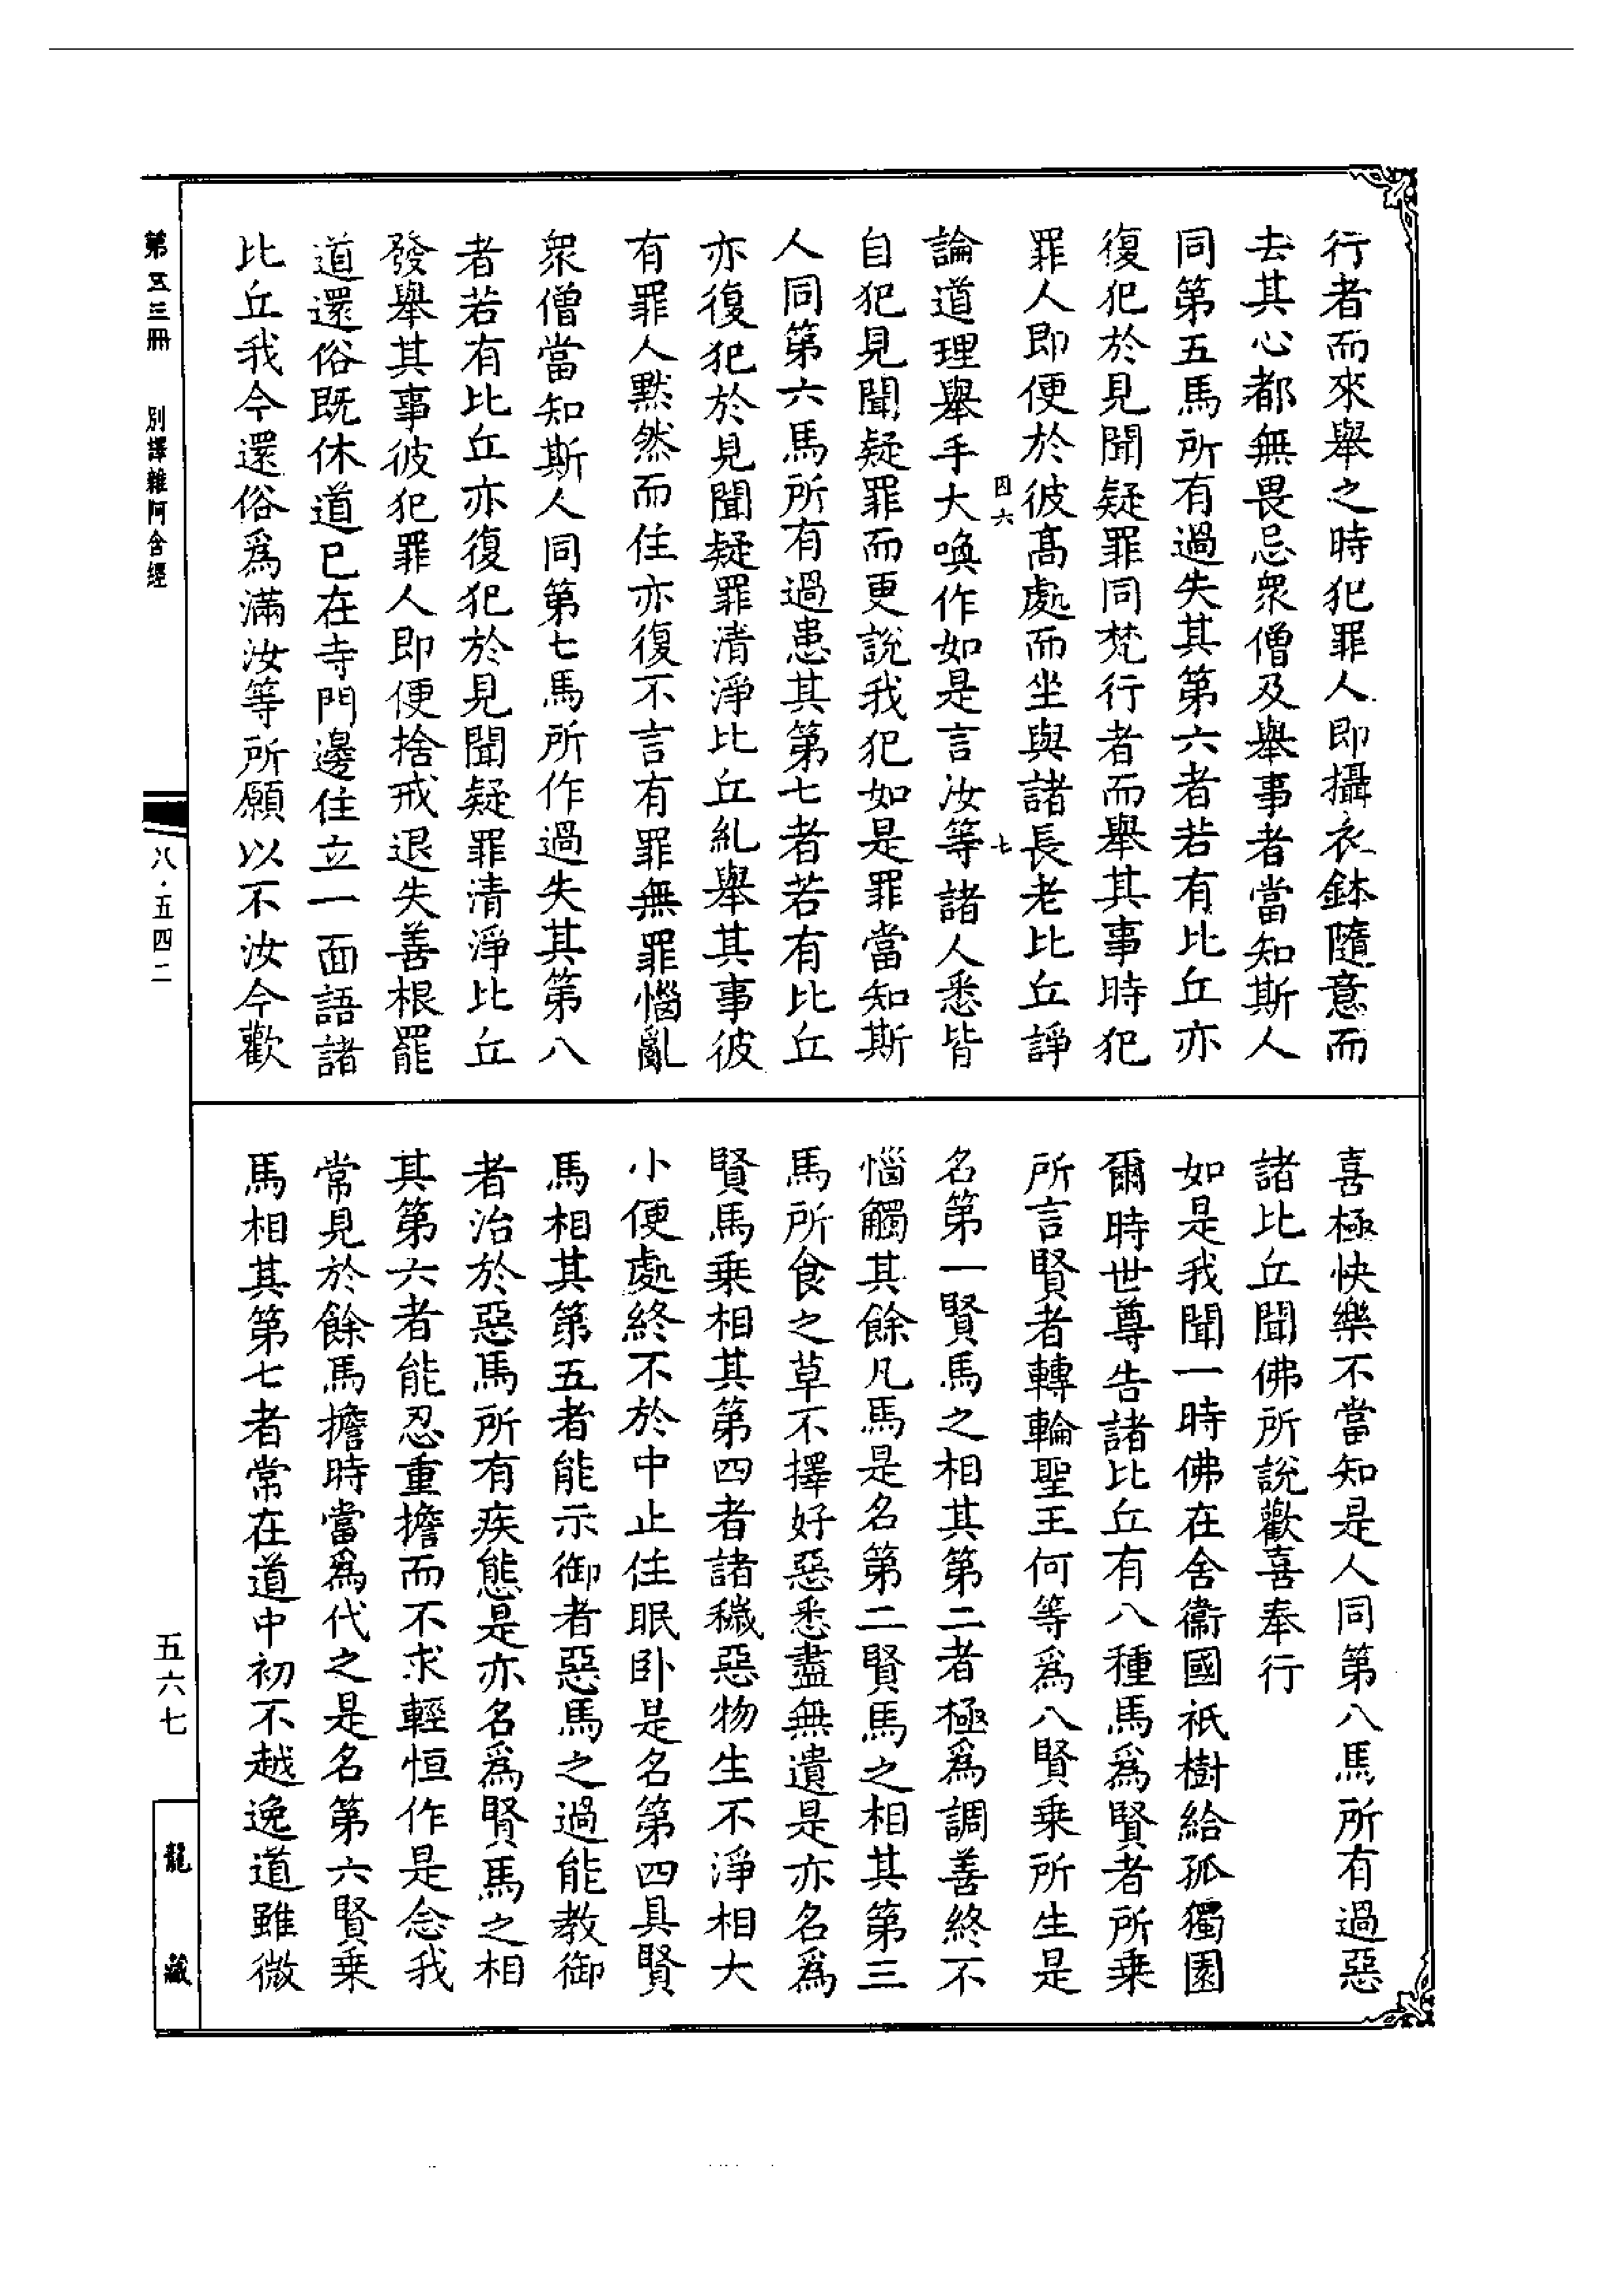 行者而來舉之時犯罪人即攝衣鉢隨意而
去其心都無畏忌衆僧及舉事者當知斯人
同第五馬所有過失其第六者若有比丘亦
復犯於見聞疑罪同梵行者而舉其事時犯
罪人即便於彼髙處而坐與諸長老比丘諍
因六
七
論道理舉手大喚作如是言汝等諸人悉皆
自犯見聞疑罪而更說我犯如是罪當知斯
人同第六馬所有過患其第七者若有比丘
亦復犯於見聞疑罪清淨比丘糺舉其事彼
有罪人默然而住亦復不言有罪無罪惱亂
衆僧當知斯人同第七馬所作過失其第八
者若有比丘亦復犯於見聞疑罪清淨比丘
發舉其事彼犯罪人即便捨戒退失善根罷
道還俗既休道已在寺門邊住立一面語諸
比丘我今還俗爲滿汝等所願以不汝今歡
喜極快樂不當知是人同第八馬所有過惡
諸比丘聞佛所說歡喜奉行
如是我聞一時佛在舍衞國祇樹給孤獨園
爾時世尊告諸比丘有八種馬爲賢者所乗
所言賢者轉輪聖王何等爲八賢乗所生是
名第一賢馬之相其第二者極爲調善終不
惱觸其餘凡馬是名第二賢馬之相其第三
馬所食之草不擇好惡悉盡無遺是亦名爲
賢馬乗相其第四者諸穢惡物生不淨相大
小便處終不於中止住眠卧是名第四具賢
馬相其第五者能示御者惡馬之過能教御
者治於惡馬所有疾態是亦名爲賢馬之相
其第六者能忍重擔而不求輕恒作是念我
常見於餘馬擔時當爲代之是名第六賢乗
馬相其第七者常在道中初不越逸道雖微
第五三冊 別譯雜阿含經
八·五四二
五六七
龍藏